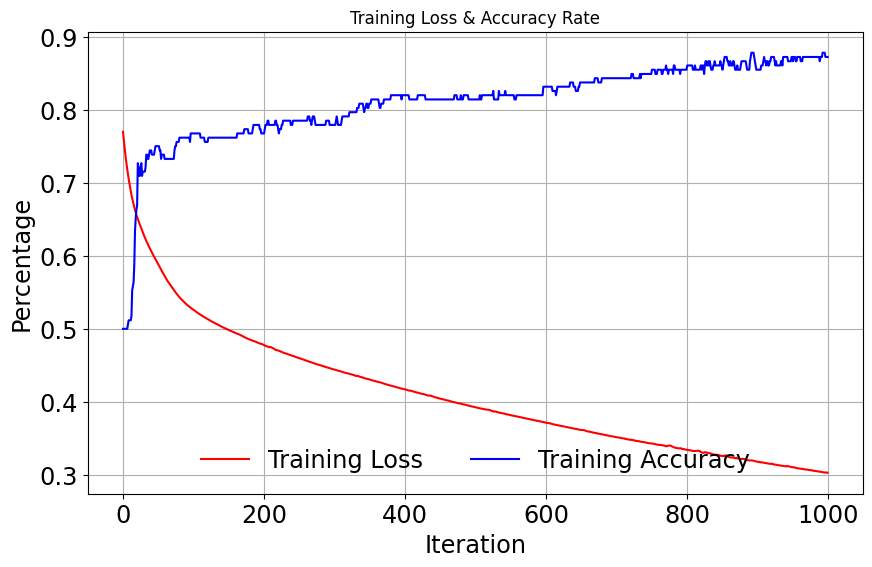 Training Loss & Accuracy Rate
Percentage
0.9
0.8
0.7
0.6
0.5
0.4
0.3
Training Loss
Training Accuracy
0 200 400 600 800 1000
Iteration